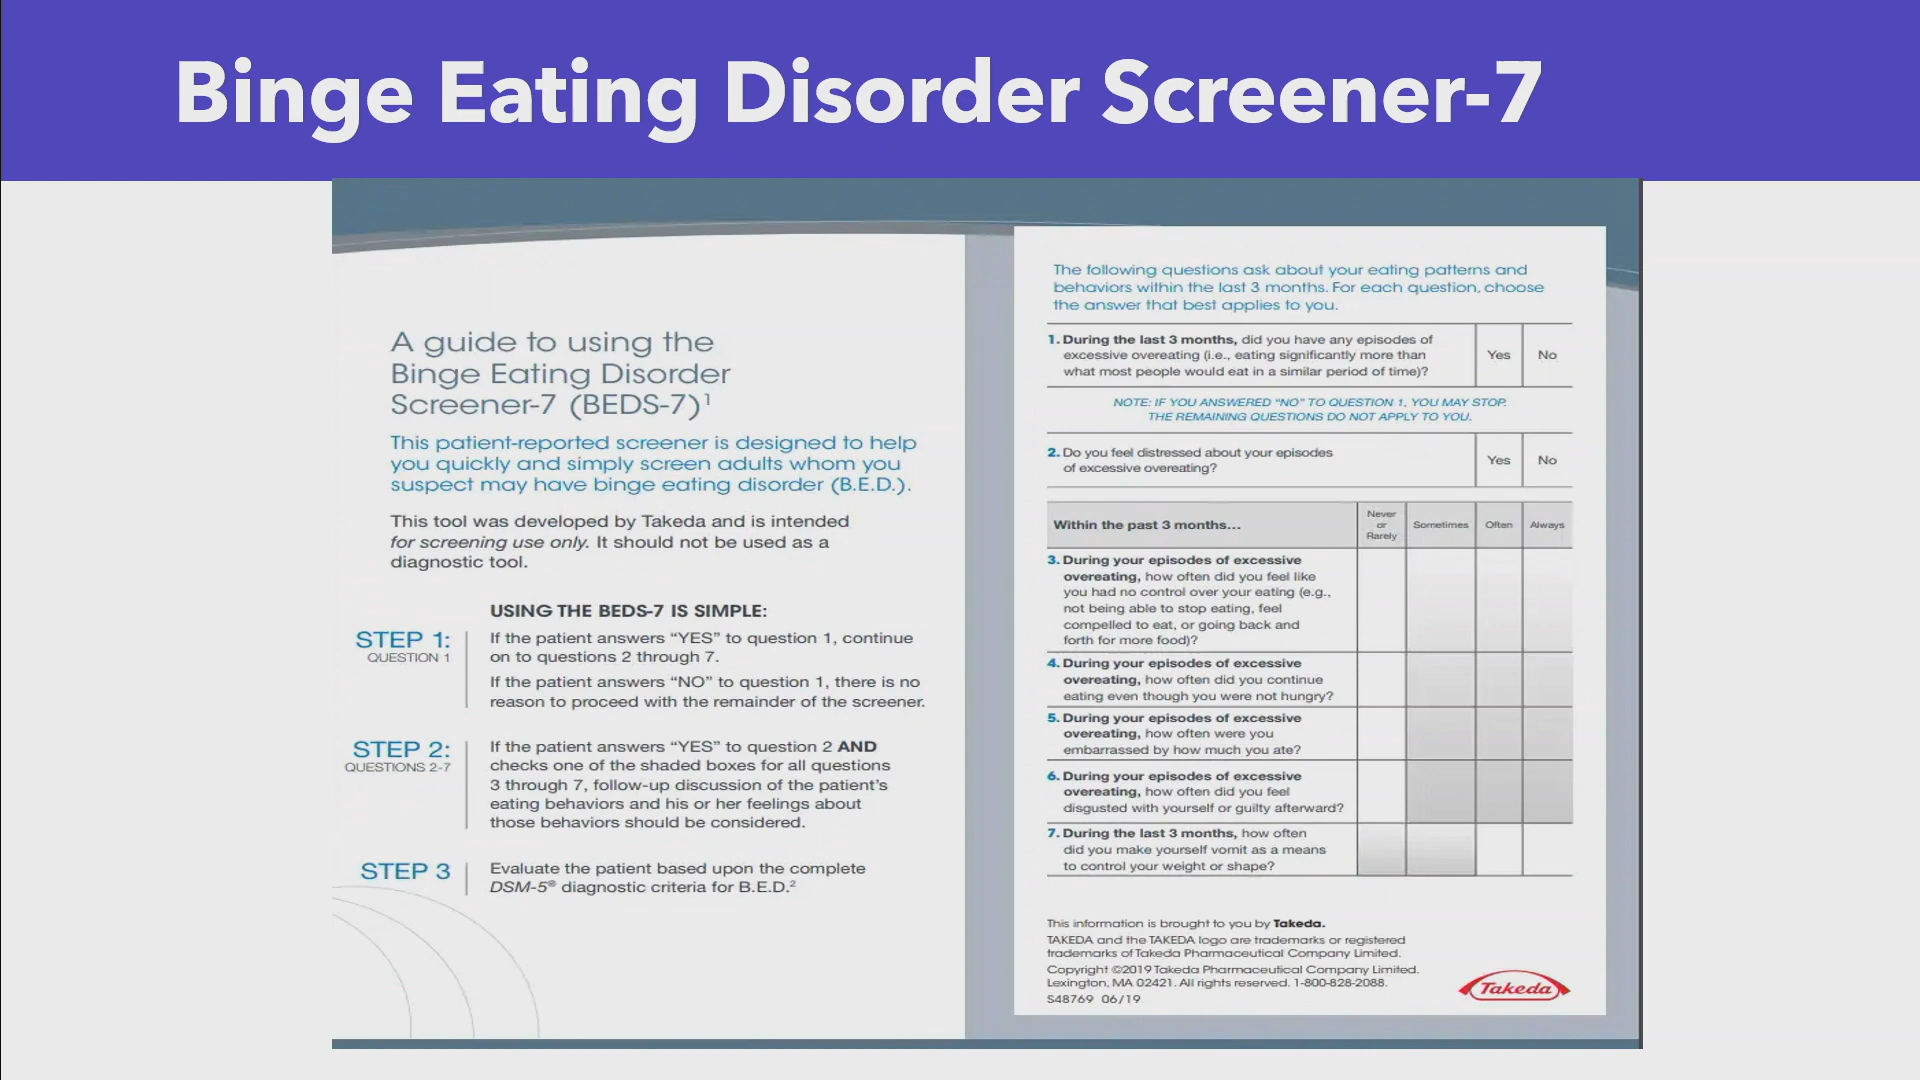 Binge Eating Disorder Screener-7
A guide to using the
Binge Eating Disorder
Screener-7 (BEDS-7)¹
This patient-reported screener is designed to help
you quickly and simply screen adults whom you
suspect may have binge eating disorder (B.E.D.).
This tool was developed by Takeda and is intended
for screening use only. It should not be used as a
diagnostic tool.
USING THE BEDS-7 IS SIMPLE:
STEP 1:
QUESTION 1
If the patient answers “YES” to question 1, continue
on to questions 2 through 7.
If the patient answers “NO” to question 1, there is no
reason to proceed with the remainder of the screener.
STEP 2:
QUESTIONS 2-7
If the patient answers “YES” to question 2 AND
checks one of the shaded boxes for all questions
3 through 7, follow-up discussion of the patient’s
eating behaviors and his or her feelings about
those behaviors should be considered.
STEP 3
Evaluate the patient based upon the complete
DSM-5® diagnostic criteria for B.E.D.²
The following questions ask about your eating patterns and
behaviors within the last 3 months. For each question, choose
the answer that best applies to you.
1. During the last 3 months, did you have any episodes of
excessive overeating (i.e., eating significantly more than
what most people would eat in a similar period of time)?
Yes No
NOTE: IF YOU ANSWERED “NO” TO QUESTION 1, YOU MAY STOP.
THE REMAINING QUESTIONS DO NOT APPLY TO YOU.
2. Do you feel distressed about your episodes
of excessive overeating?
Yes No
Within the past 3 months...
Never
or
Rarely
Sometimes Often Always
3. During your episodes of excessive
overeating, how often did you feel like
you had no control over your eating (e.g.,
not being able to stop eating, feel
compelled to eat, or going back and
forth for more food)?
4. During your episodes of excessive
overeating, how often did you continue
eating even though you were not hungry?
5. During your episodes of excessive
overeating, how often were you
embarrassed by how much you ate?
6. During your episodes of excessive
overeating, how often did you feel
disgusted with yourself or guilty afterward?
7. During the last 3 months, how often
did you make yourself vomit as a means
to control your weight or shape?
This information is brought to you by Takeda.
TAKEDA and the TAKEDA logo are trademarks or registered
trademarks of Takeda Pharmaceutical Company Limited.
Copyright ©2019 Takeda Pharmaceutical Company Limited.
Lexington, MA 02421. All rights reserved. 1-800-828-2088.
S48769 06/19
Takeda